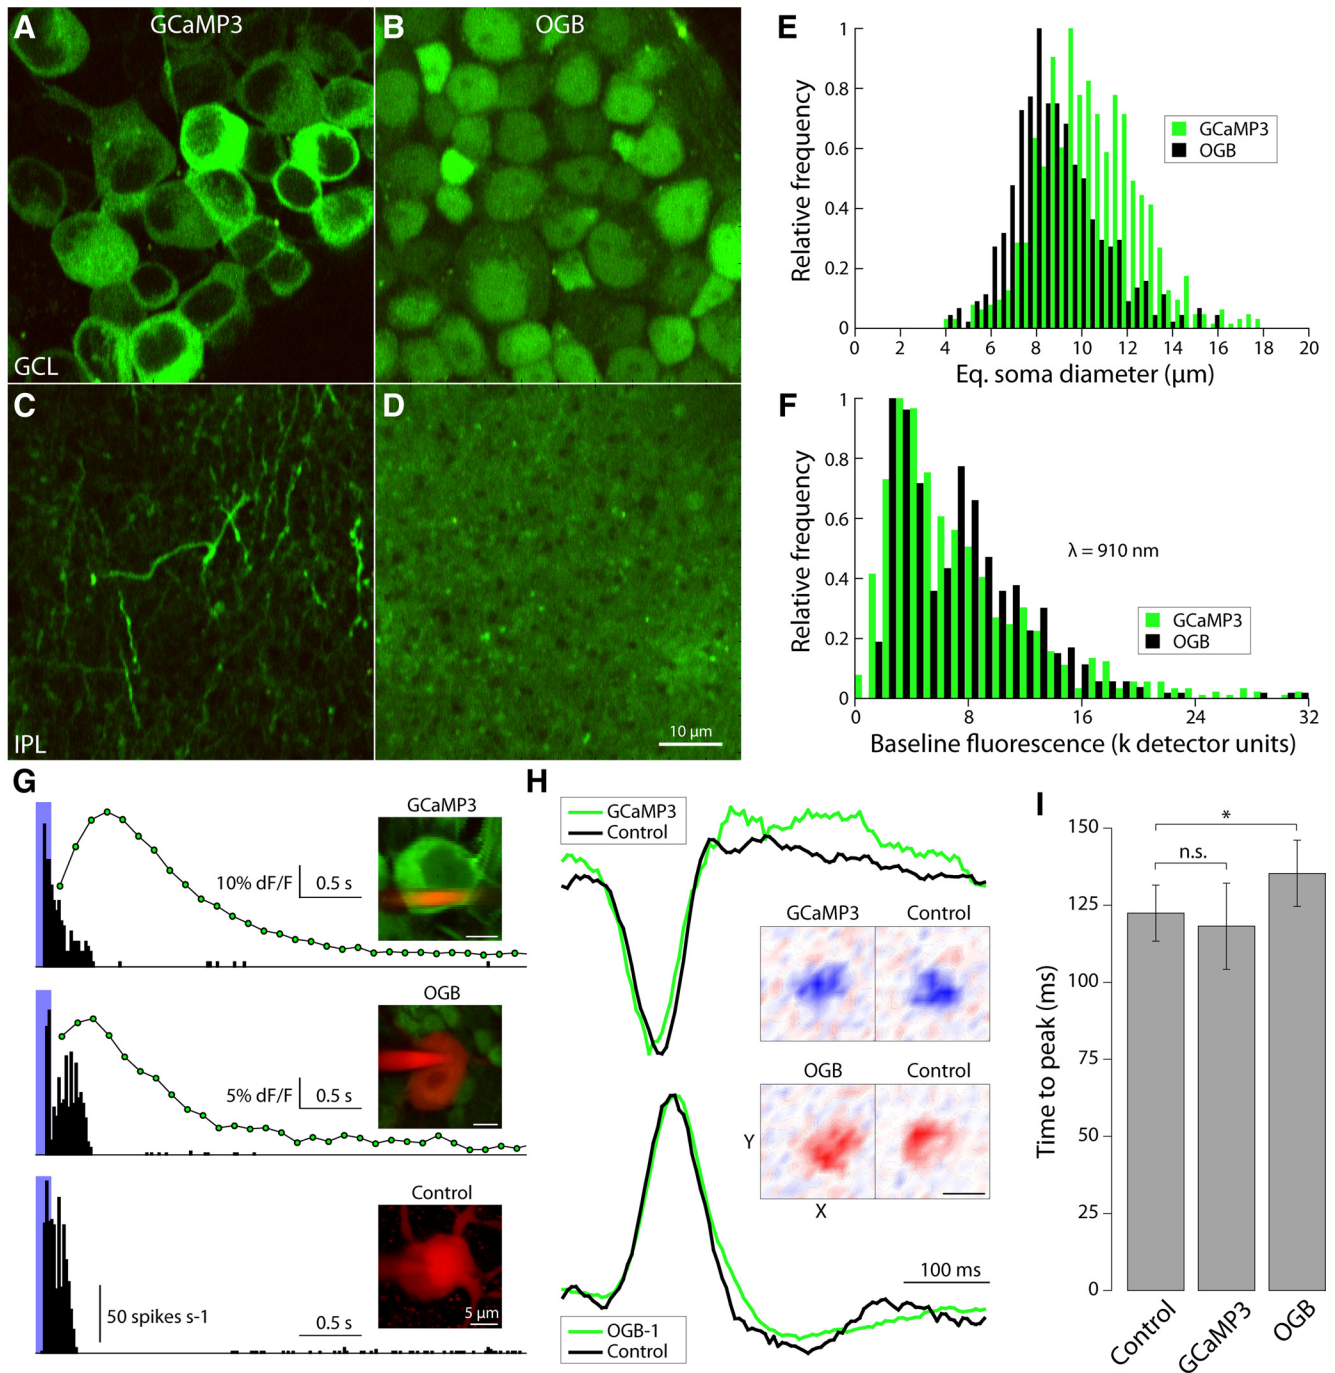 A
GCaMP3
B
OGB
GCL
C
D
IPL
10 µm
E
Relative frequency
1
0.8
0.6
0.4
0.2
0
GCaMP3
OGB
0 2 4 6 8 10 12 14 16 18 20
Eq. soma diameter (µm)
F
Relative frequency
1
0.8
0.6
0.4
0.2
0
λ = 910 nm
GCaMP3
OGB
0 8 16 24 32
Baseline fluorescence (k detector units)
G
GCaMP3
10% dF/F
0.5 s
OGB
5% dF/F
0.5 s
Control
50 spikes s-1
0.5 s
5 µm
H
GCaMP3
Control
GCaMP3 Control
OGB Control
Y
X
100 ms
OGB-1
Control
I
Time to peak (ms)
150
125
100
75
50
25
0
*
n.s.
Control
GCaMP3
OGB